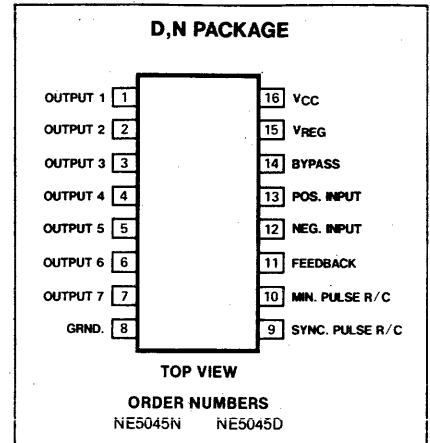 D,N PACKAGE
OUTPUT 1 1 16 VCC
OUTPUT 2 2 15 VREG
OUTPUT 3 3 14 BYPASS
OUTPUT 4 4 13 POS. INPUT
OUTPUT 5 5 12 NEG. INPUT
OUTPUT 6 6 11 FEEDBACK
OUTPUT 7 7 10 MIN. PULSE R/C
GRND. 8 9 SYNC. PULSE R/C
TOP VIEW
ORDER NUMBERS
NE5045N NE5045D